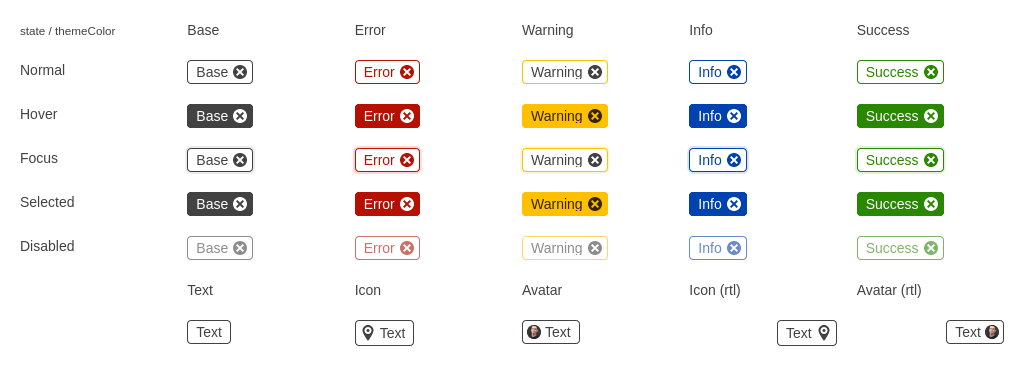 state / themeColor Base Error Warning Info Success
Normal Base Error Warning Info Success
Hover Base Error Warning Info Success
Focus Base Error Warning Info Success
Selected Base Error Warning Info Success
Disabled Base Error Warning Info Success
Text Icon Avatar Icon (rtl) Avatar (rtl)
Text Text Text Text Text